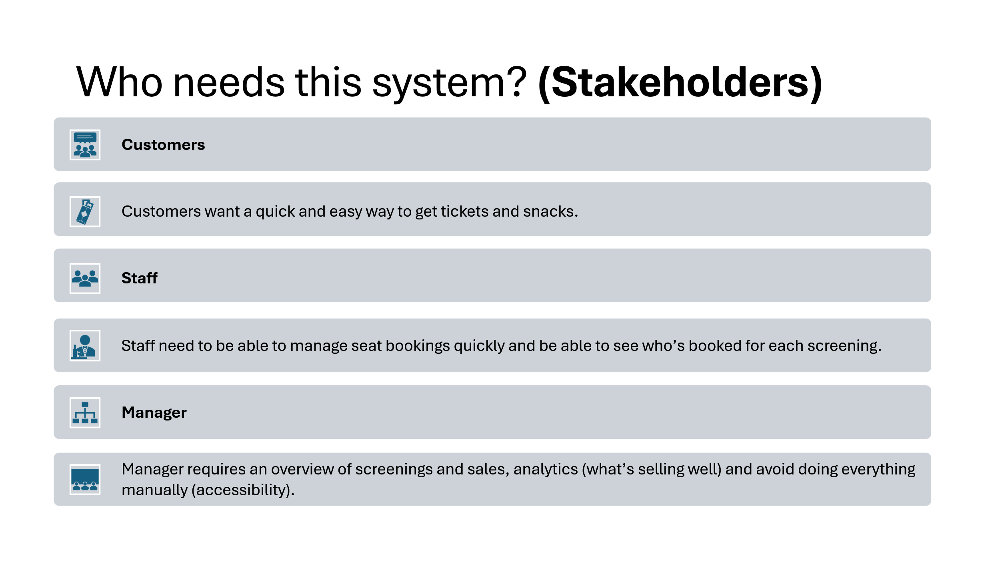 Who needs this system? (Stakeholders)
Customers
Customers want a quick and easy way to get tickets and snacks.
Staff
Staff need to be able to manage seat bookings quickly and be able to see who’s booked for each screening.
Manager
Manager requires an overview of screenings and sales, analytics (what’s selling well) and avoid doing everything
manually (accessibility).